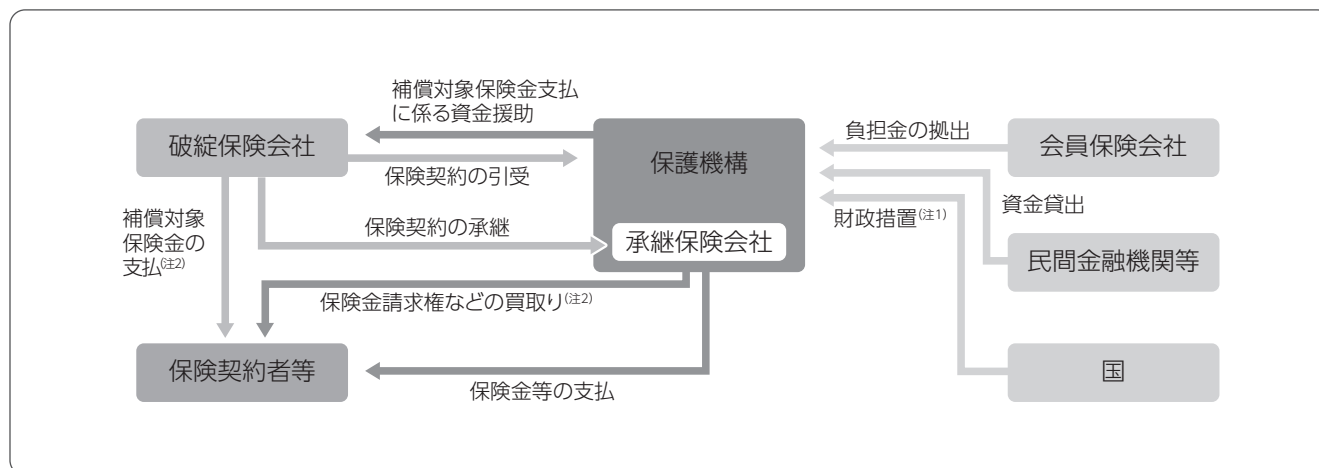 補償対象保険金支払
に係る資金援助
破綻保険会社
保険契約の引受
保護機構
負担金の拠出
会員保険会社
資金貸出
財政措置(注1)
補償対象
保険金の
支払(注2)
保険契約の承継
承継保険会社
民間金融機関等
保険金請求権などの買取り(注2)
保険契約者等
保険金等の支払
国